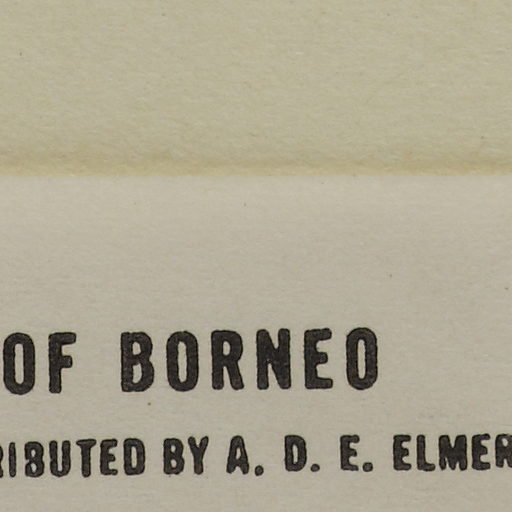 OF BORNEO
RIBUTED BY A. D. E. ELMER